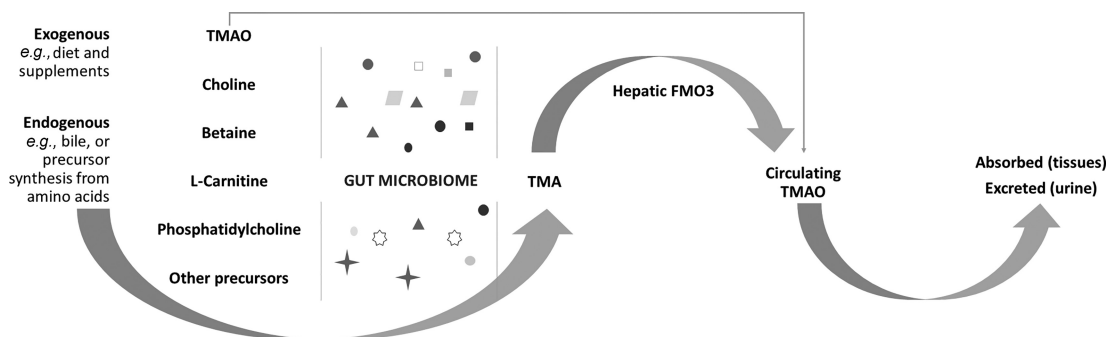 Exogenous
e.g., diet and
supplements
Endogenous
e.g., bile, or
precursor
synthesis from
amino acids
TMAO
Choline
Betaine
L-Carnitine
Phosphatidylcholine
Other precursors
GUT MICROBIOME
TMA
Hepatic FMO3
Circulating
TMAO
Absorbed (tissues)
Excreted (urine)